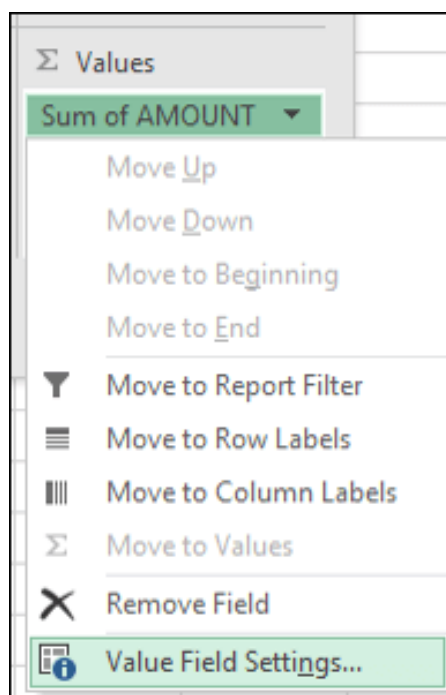 Σ Values
Sum of AMOUNT
Move Up
Move Down
Move to Beginning
Move to End
Move to Report Filter
Move to Row Labels
Move to Column Labels
Σ Move to Values
Remove Field
Value Field Settings...